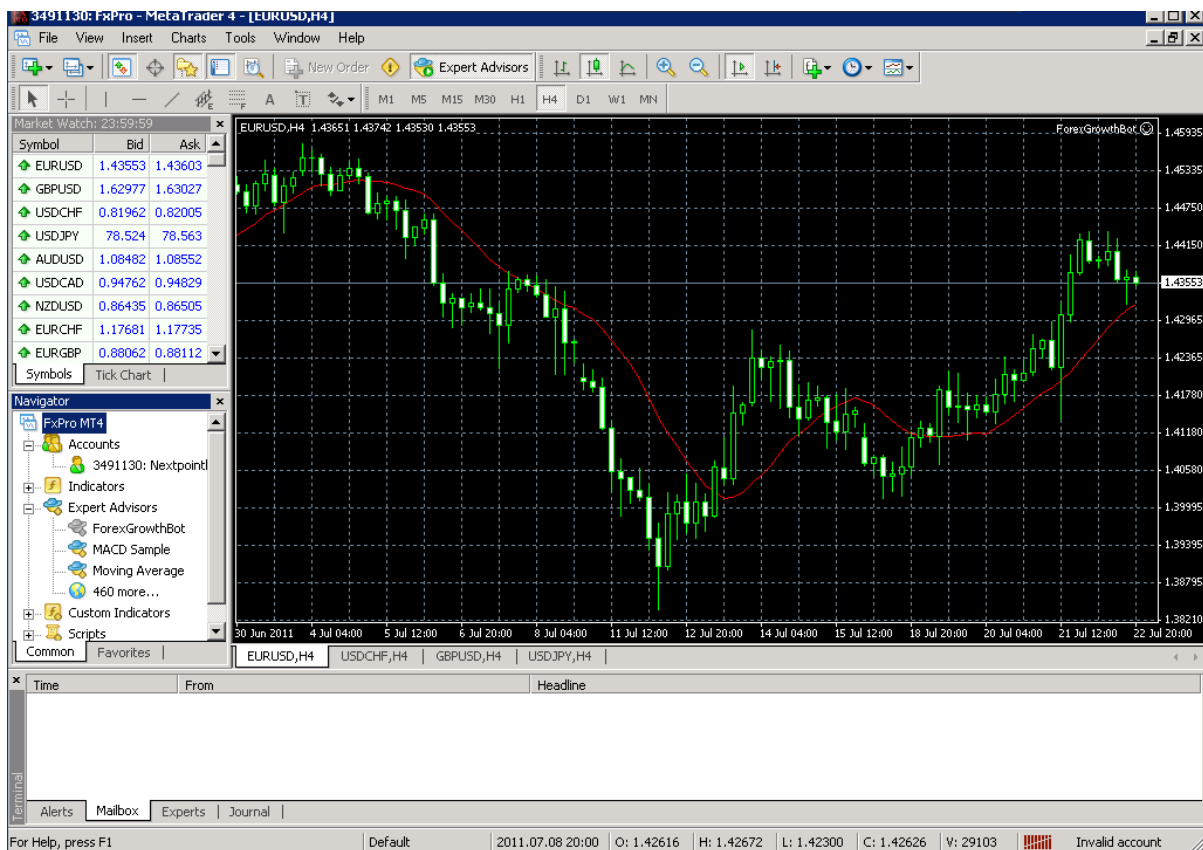 3491130: FxPro - MetaTrader 4 - [EURUSD,H4]
File View Insert Charts Tools Window Help
New Order Expert Advisors
A T M1 M5 M15 M30 H1 H4 D1 W1 MN
Market Watch: 23:59:59
Symbol Bid Ask
EURUSD 1.43553 1.43603
GBPUSD 1.62977 1.63027
USDCHF 0.81962 0.82005
USDJPY 78.524 78.563
AUDUSD 1.08482 1.08552
USDCAD 0.94762 0.94829
NZDUSD 0.86435 0.86505
EURCHF 1.17681 1.17735
EURGBP 0.88062 0.88112
Symbols Tick Chart
Navigator
FxPro MT4
Accounts
3491130: Nextpoint
Indicators
Expert Advisors
ForexGrowthBot
MACD Sample
Moving Average
460 more...
Custom Indicators
Scripts
Common Favorites
EURUSD,H4 1.43651 1.43742 1.43530 1.43553
ForexGrowthBot
1.45935
1.45335
1.44750
1.44150
1.43553
1.42965
1.42365
1.41780
1.41180
1.40580
1.39995
1.39395
1.38795
1.38210
30 Jun 2011 4 Jul 04:00 5 Jul 12:00 6 Jul 20:00 8 Jul 04:00 11 Jul 12:00 12 Jul 20:00 14 Jul 04:00 15 Jul 12:00 18 Jul 20:00 20 Jul 04:00 21 Jul 12:00 22 Jul 20:00
EURUSD,H4 USDCHF,H4 GBPUSD,H4 USDJPY,H4
Time From Headline
Terminal
Alerts Mailbox Experts Journal
For Help, press F1 Default 2011.07.08 20:00 O: 1.42616 H: 1.42672 L: 1.42300 C: 1.42626 V: 29103 Invalid account